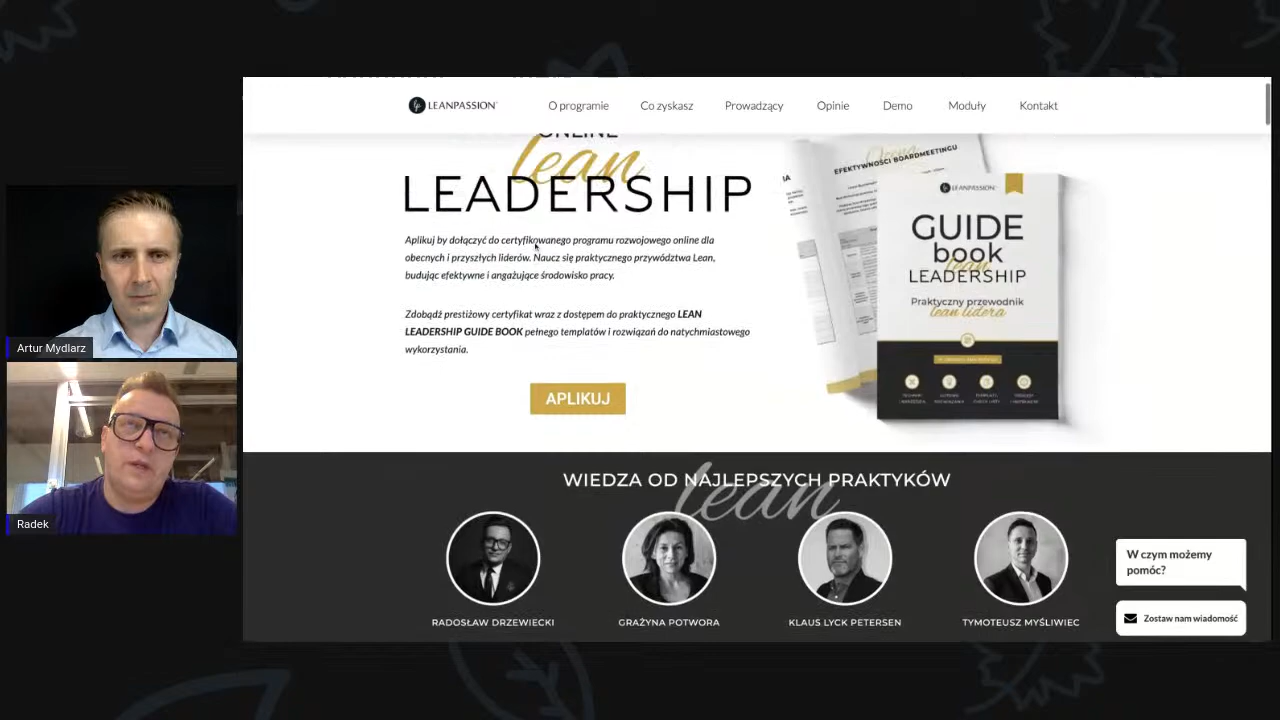 LEANPASSION
O programie
Co zyskasz
Prowadzący
Opinie
Demo
Moduły
Kontakt
ONLINE
lean
LEADERSHIP
Aplikuj by dołączyć do certyfikowanego programu rozwojowego online dla
obecnych i przyszłych liderów. Naucz się praktycznego przywództwa Lean,
budując efektywne i angażujące środowisko pracy.
Zdobądź prestiżowy certyfikat wraz z dostępem do praktycznego LEAN
LEADERSHIP GUIDE BOOK pełnego templatów i rozwiązań do natychmiastowego
wykorzystania.
APLIKUJ
EFEKTYWNOŚCI BOARDMEETINGU
LEANPASSION
GUIDE
book
lean
LEADERSHIP
Praktyczny przewodnik
lean lidera
WIEDZA OD NAJLEPSZYCH PRAKTYKÓW
lean
RADOSŁAW DRZEWIECKI
GRAŻYNA POTWORA
KLAUS LYCK PETERSEN
TYMOTEUSZ MYŚLIWIEC
W czym możemy
pomóc?
Zostaw nam wiadomość
Artur Mydlarz
Radek